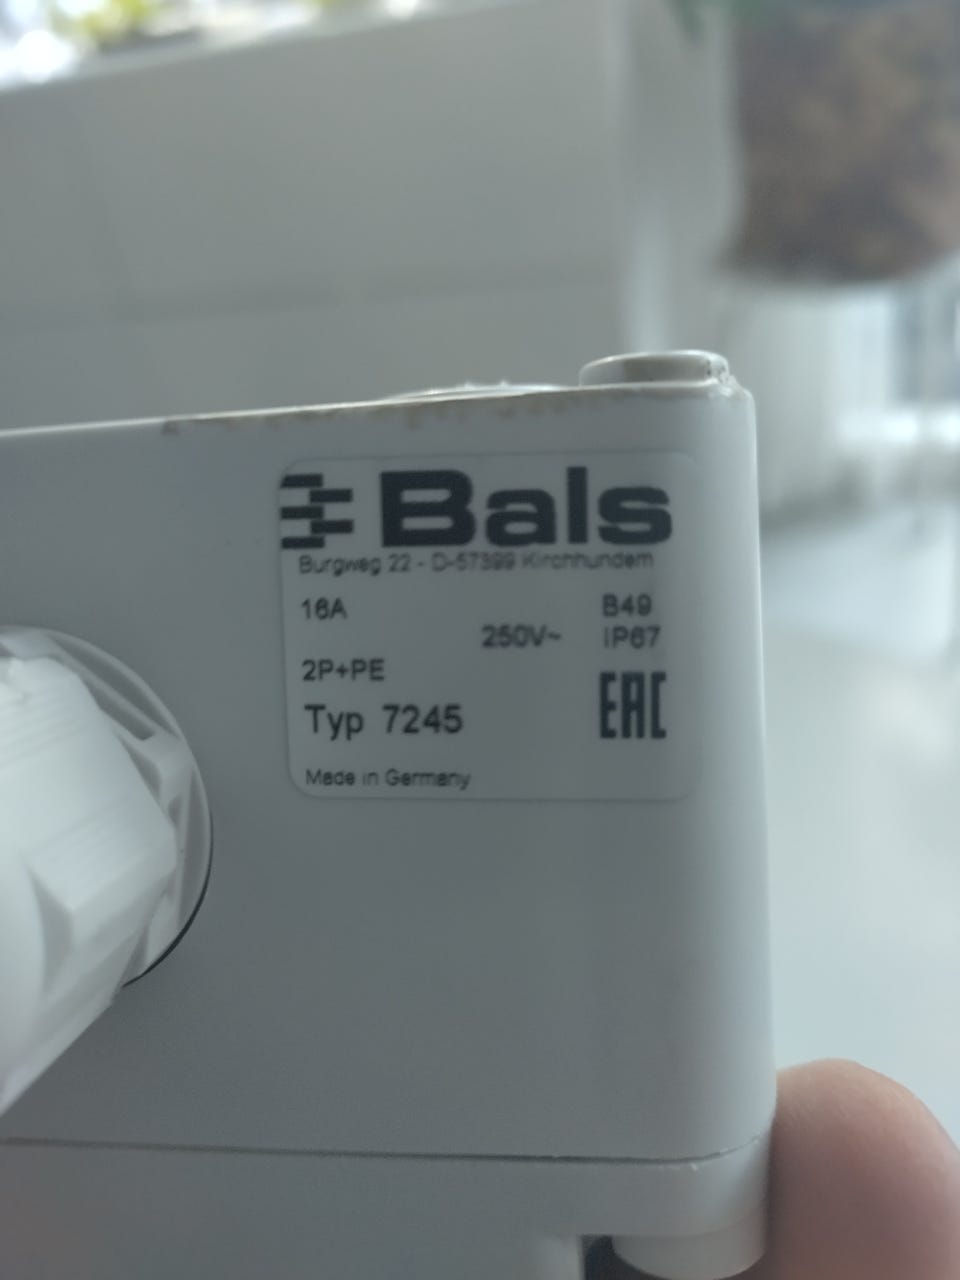 Bals
Burgweg 22 - D-57399 Kirchhundem
16A
B49
250V~
IP67
2P+PE
EAC
Typ 7245
Made in Germany